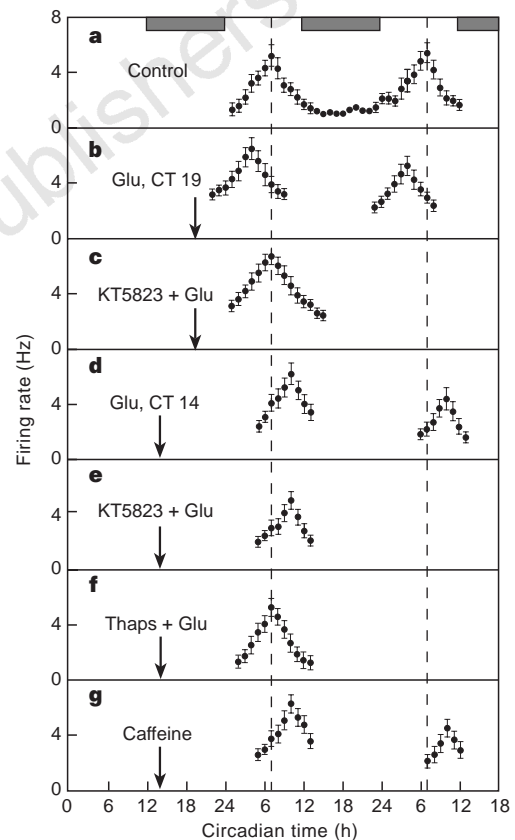 ublishers
8
a
4
Control
0
b
Glu, CT 19
4
0
c
KT5823 + Glu
4
0
d
Glu, CT 14
4
0
e
KT5823 + Glu
4
0
f
Thaps + Glu
4
0
g
Caffeine
4
0
Firing rate (Hz)
0 6 12 18 24 6 12 18 24 6 12 18
Circadian time (h)